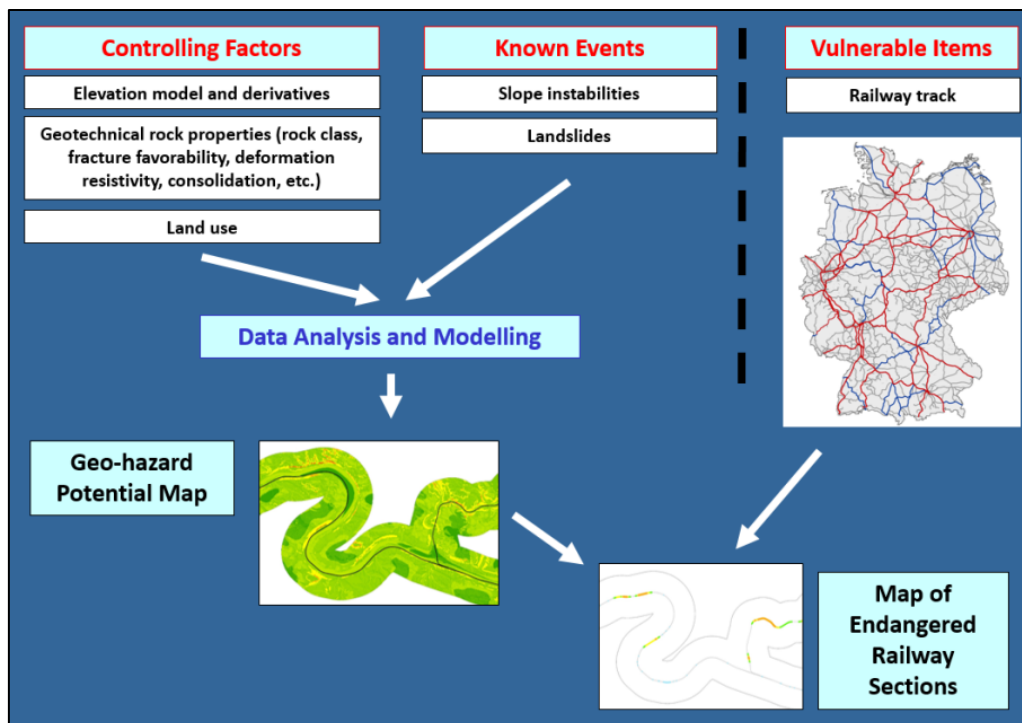 Controlling Factors
Elevation model and derivatives
Geotechnical rock properties (rock class,
fracture favorability, deformation
resistivity, consolidation, etc.)
Land use
Known Events
Slope instabilities
Landslides
Vulnerable Items
Railway track
Data Analysis and Modelling
Geo-hazard
Potential Map
Map of
Endangered
Railway
Sections